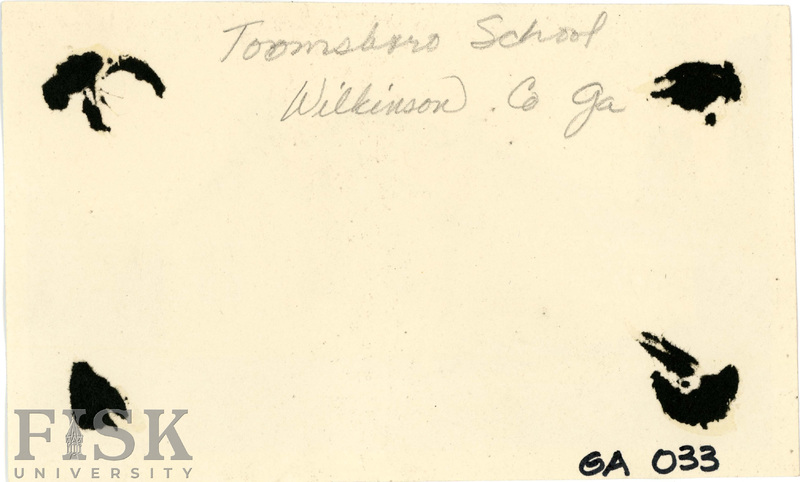 Toomsboro School
Wilkinson. Co Ga
FISK
UNIVERSITY
GA 033